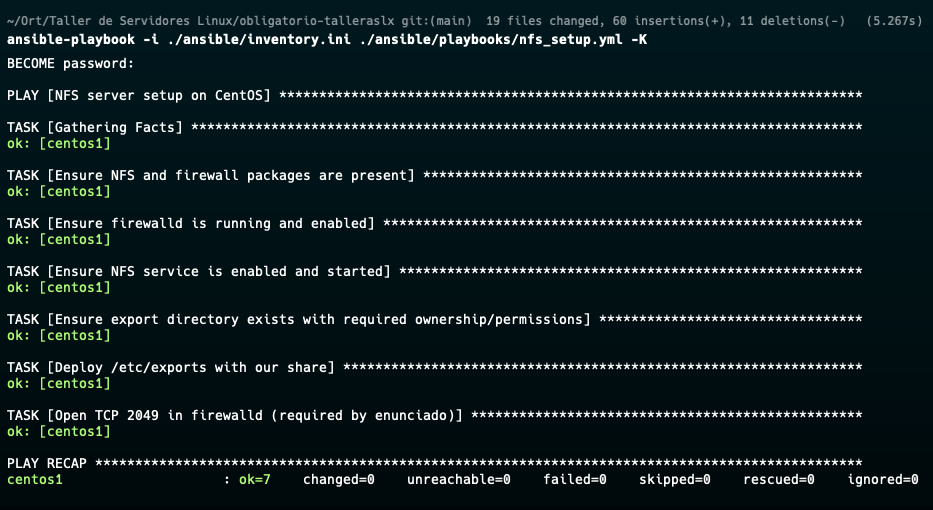 ~/Ort/Taller de Servidores Linux/obligatorio-talleraslx git:(main)  19 files changed, 60 insertions(+), 11 deletions(-)   (5.267s)
ansible-playbook -i ./ansible/inventory.ini ./ansible/playbooks/nfs_setup.yml -K
BECOME password:
PLAY [NFS server setup on CentOS] *************************************************************************
TASK [Gathering Facts] ************************************************************************************
ok: [centos1]
TASK [Ensure NFS and firewall packages are present] *******************************************************
ok: [centos1]
TASK [Ensure firewalld is running and enabled] ************************************************************
ok: [centos1]
TASK [Ensure NFS service is enabled and started] **********************************************************
ok: [centos1]
TASK [Ensure export directory exists with required ownership/permissions] *********************************
ok: [centos1]
TASK [Deploy /etc/exports with our share] *****************************************************************
ok: [centos1]
TASK [Open TCP 2049 in firewalld (required by enunciado)] *************************************************
ok: [centos1]
PLAY RECAP ************************************************************************************************
centos1                    : ok=7    changed=0    unreachable=0    failed=0    skipped=0    rescued=0    ignored=0